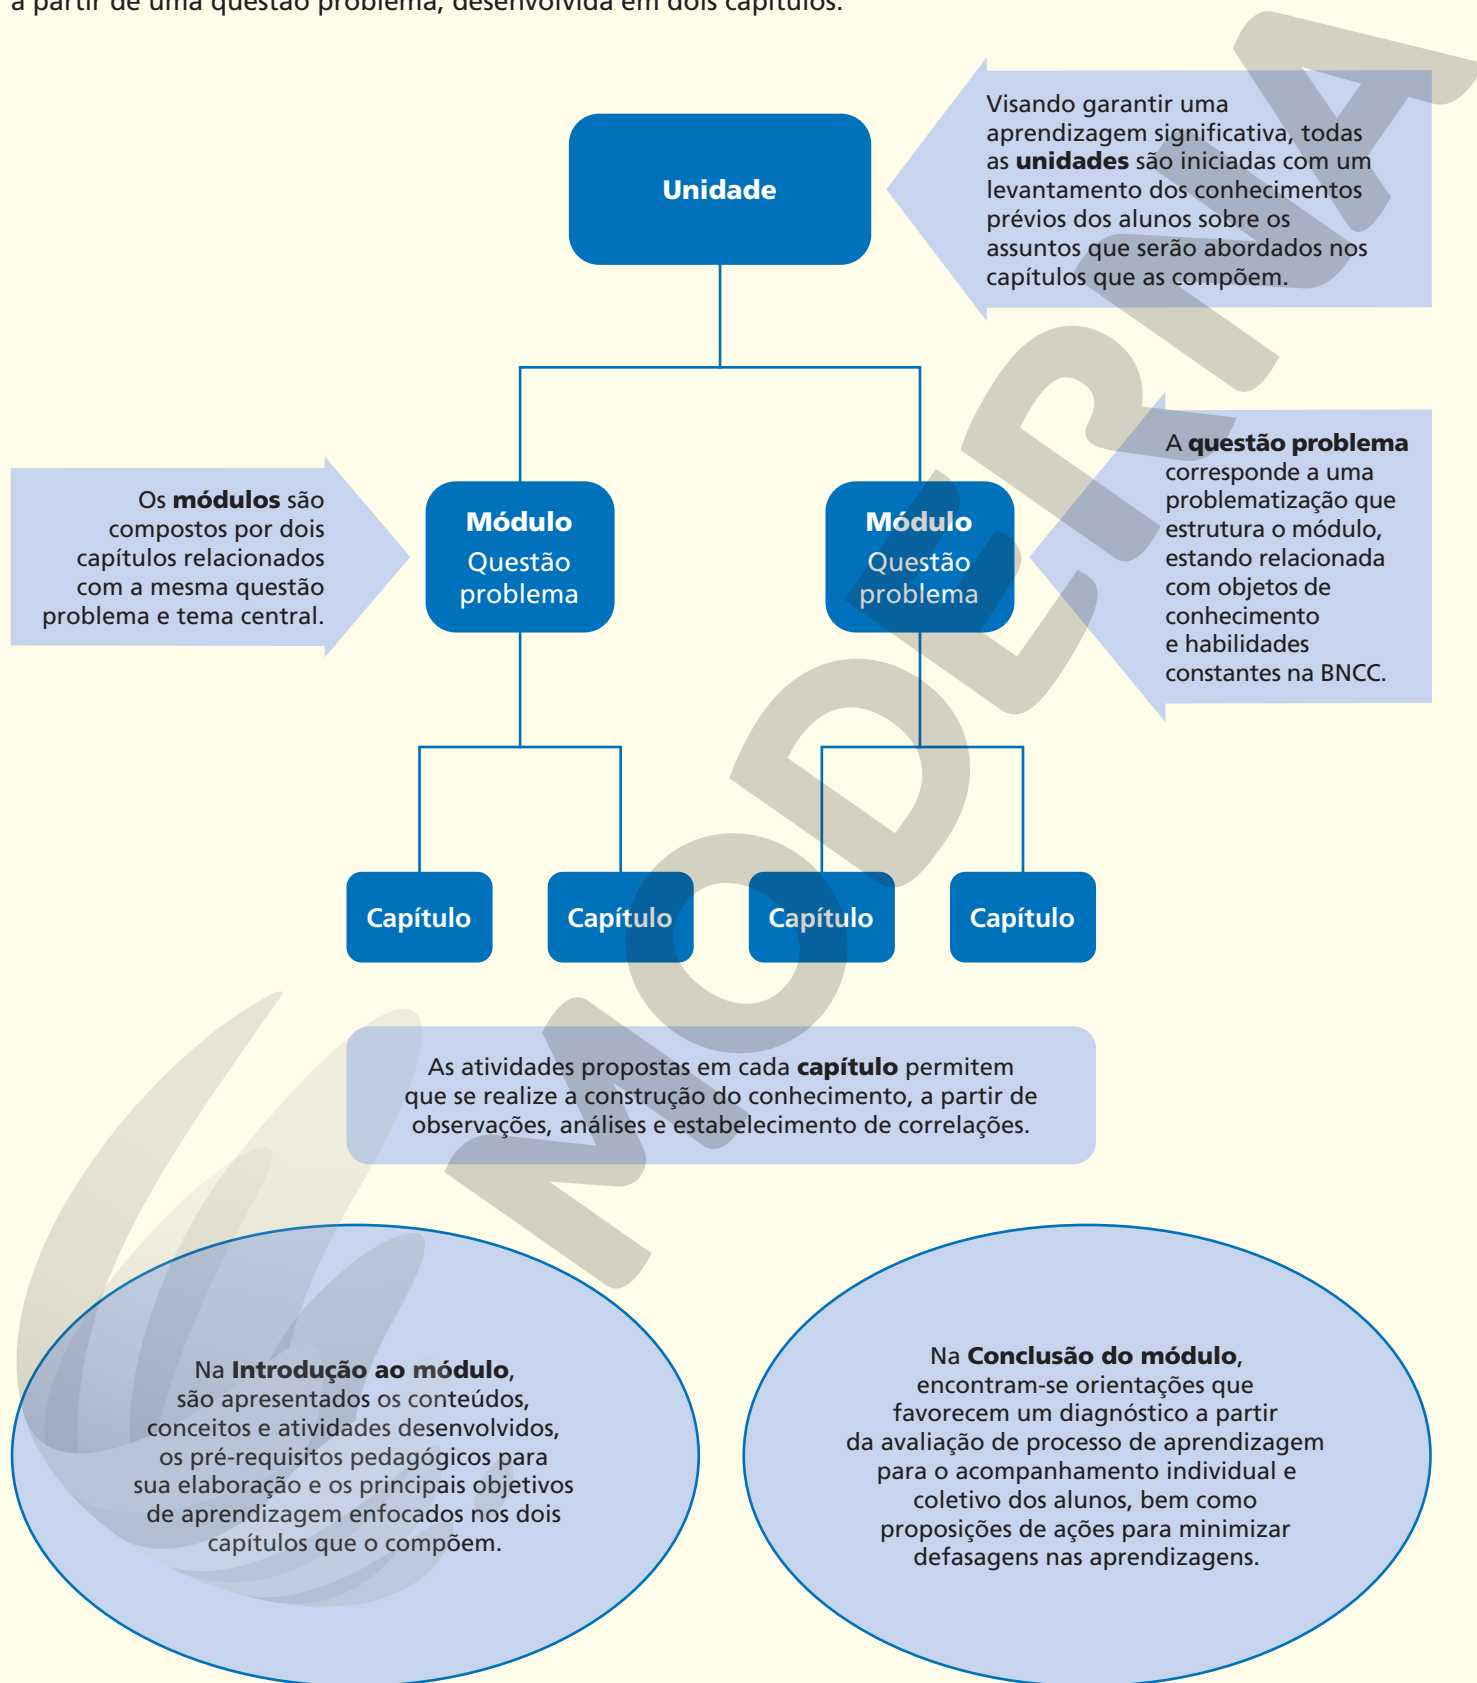 a partir de uma questão problema, desenvolvida em dois capítulos.
Unidade
Visando garantir uma
aprendizagem significativa, todas
as unidades são iniciadas com um
levantamento dos conhecimentos
prévios dos alunos sobre os
assuntos que serão abordados nos
capítulos que as compõem.
Os módulos são
compostos por dois
capítulos relacionados
com a mesma questão
problema e tema central.
Módulo
Questão
problema
Módulo
Questão
problema
A questão problema
corresponde a uma
problematização que
estrutura o módulo,
estando relacionada
com objetos de
conhecimento
e habilidades
constantes na BNCC.
Capítulo
Capítulo
Capítulo
Capítulo
As atividades propostas em cada capítulo permitem
que se realize a construção do conhecimento, a partir de
observações, análises e estabelecimento de correlações.
Na Introdução ao módulo,
são apresentados os conteúdos,
conceitos e atividades desenvolvidos,
os pré-requisitos pedagógicos para
sua elaboração e os principais objetivos
de aprendizagem enfocados nos dois
capítulos que o compõem.
Na Conclusão do módulo,
encontram-se orientações que
favorecem um diagnóstico a partir
da avaliação de processo de aprendizagem
para o acompanhamento individual e
coletivo dos alunos, bem como
proposições de ações para minimizar
defasagens nas aprendizagens.
MODERNA